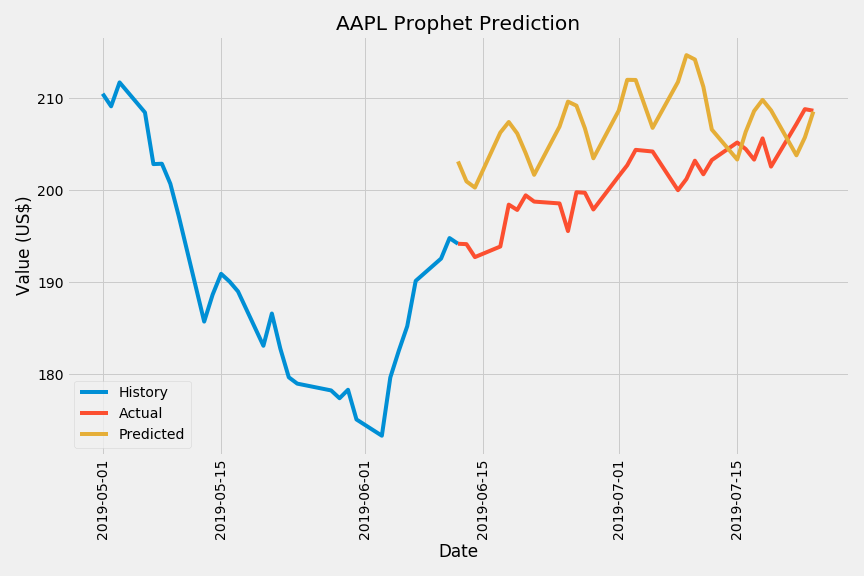 AAPL Prophet Prediction
Value (US$)
210
200
190
180
History
Actual
Predicted
2019-05-01
2019-05-15
2019-06-01
2019-06-15
2019-07-01
2019-07-15
Date